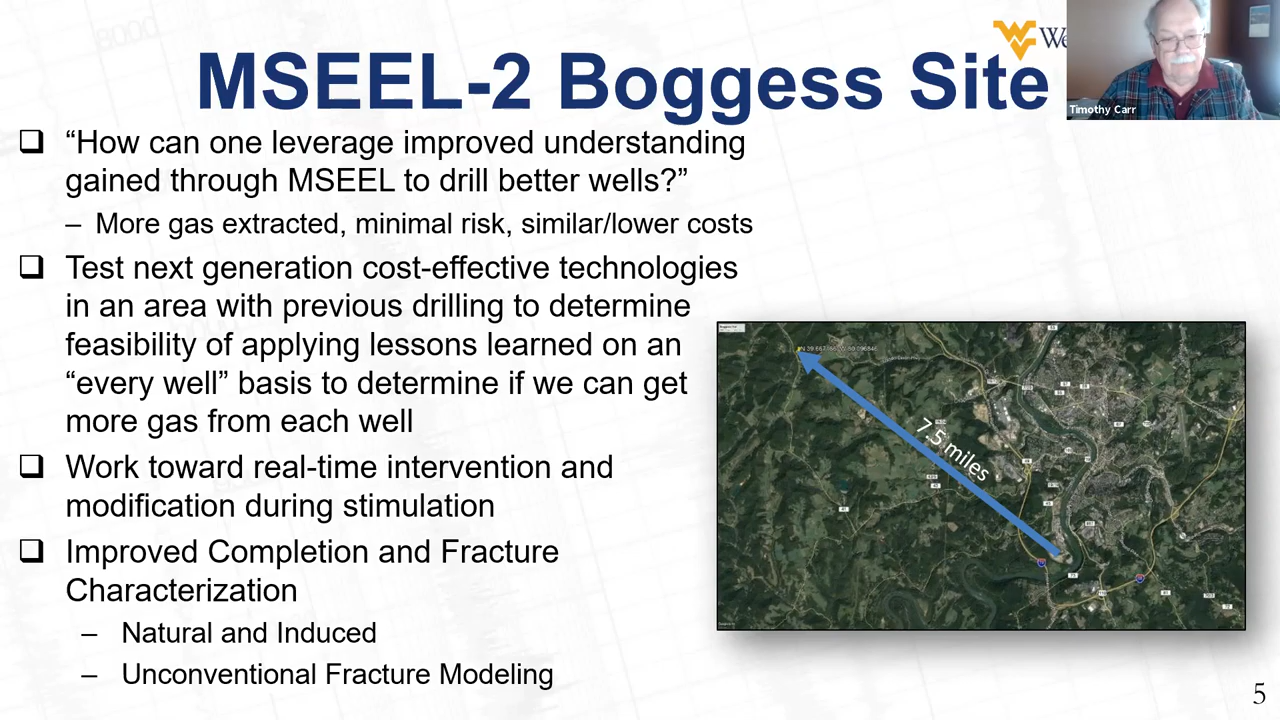 MSEEL-2 Boggess Site
Timothy Carr
“How can one leverage improved understanding
gained through MSEEL to drill better wells?”
– More gas extracted, minimal risk, similar/lower costs
Test next generation cost-effective technologies
in an area with previous drilling to determine
feasibility of applying lessons learned on an
“every well” basis to determine if we can get
more gas from each well
Work toward real-time intervention and
modification during stimulation
Improved Completion and Fracture
Characterization
– Natural and Induced
– Unconventional Fracture Modeling
7.5 miles
5